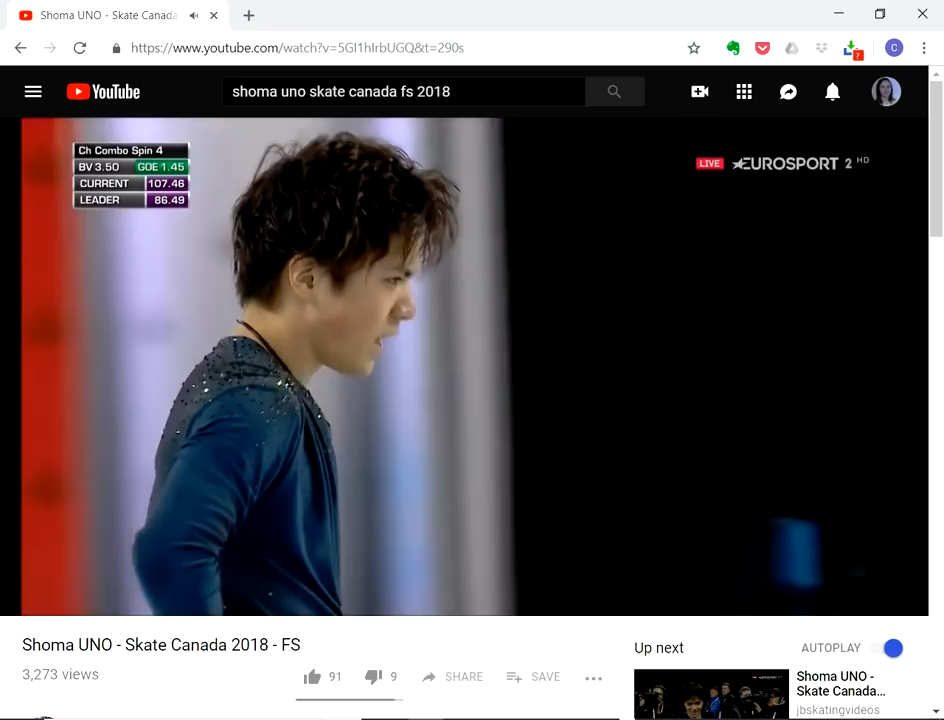 Shoma UNO - Skate Canada
https://www.youtube.com/watch?v=5GI1hIrbUGQ&t=290s
C
?
YouTube
shoma uno skate canada fs 2018
Ch Combo Spin 4
BV 3.50 GOE 1.45
CURRENT 107.46
LEADER 86.49
LIVE EUROSPORT 2 HD
Shoma UNO - Skate Canada 2018 - FS
3,273 views
91 9 SHARE SAVE
Up next AUTOPLAY
Shoma UNO -
Skate Canada...
jbskatingvideos